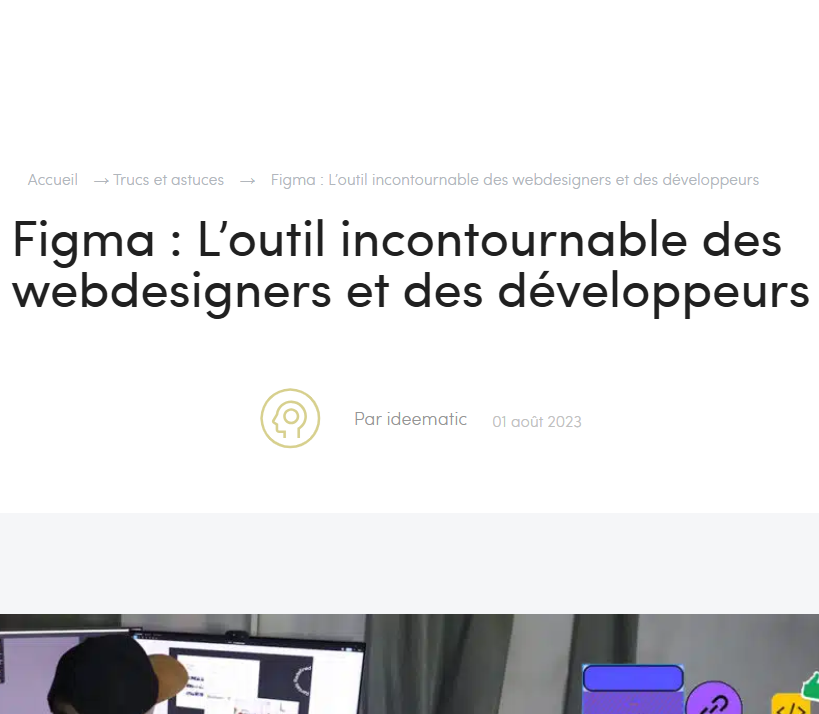 Accueil → Trucs et astuces → Figma : L’outil incontournable des webdesigners et des développeurs
Figma : L’outil incontournable des
webdesigners et des développeurs
Par ideematic
01 août 2023